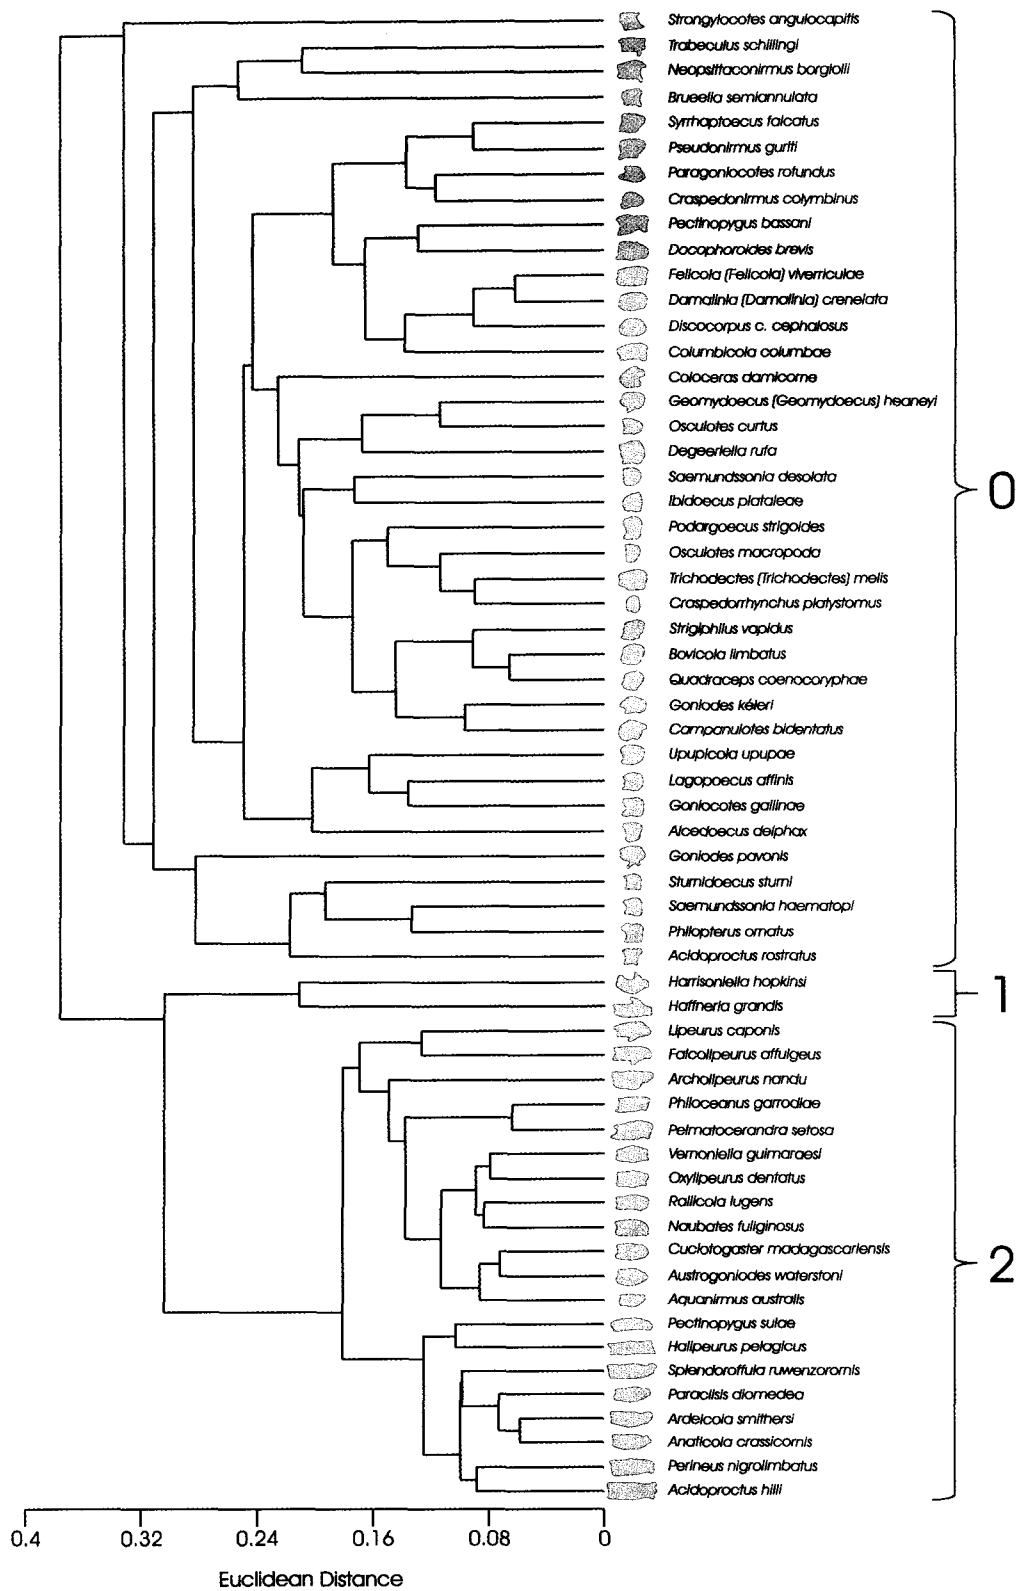 Strongylocotes angulocapitis
Trabeculus schillingi
Neopsittaconirmus borgiolii
Brueelia semiannulata
Syrrhaptoecus falcatus
Pseudonirmus gurlti
Paragoniocotes rotundus
Craspedonirmus colymbinus
Pectinopygus bassani
Docophoroides brevis
Felicola (Felicola) viverriculae
Damalinia (Damalinia) crenelata
Discocorpus c. cephalosus
Columbicola columbae
Coloceras damicorne
Geomydoecus (Geomydoecus) heaneyi
Osculotes curtus
Degeeriella rufa
Saemundssonia desolata
Ibidoecus plataleae
0
Podargoecus strigoides
Osculotes macropoda
Trichodectes (Trichodectes) melis
Craspedorrhynchus platystomus
Strigiphilus vapidus
Bovicola limbatus
Quadraceps coenocoryphae
Goniodes kéleri
Campanulotes bidentatus
Upupicola upupae
Lagopoecus affinis
Goniocotes gallinae
Alcedoecus delphax
Goniodes pavonis
Sturnidoecus sturni
Saemundssonia haematopi
Philopterus ornatus
Acidoproctus rostratus
Harrisoniella hopkinsi
1
Haffneria grandis
Lipeurus caponis
Falcolipeurus affulgeus
Archolipeurus nandu
Philoceanus garrodiae
Pelmatocerandra setosa
Vernoniella guimaraesi
Oxylipeurus dentatus
Rallicola lugens
Naubates fuliginosus
Cuclotogaster madagascariensis
2
Austrogoniodes waterstoni
Aquanirmus australis
Pectinopygus sulae
Halipeurus pelagicus
Splendoroffula ruwenzorornis
Paraclisis diomedea
Ardeicola smithersi
Anaticola crassicornis
Perineus nigrolimbatus
Acidoproctus hilli
0.4 0.32 0.24 0.16 0.08 0
Euclidean Distance